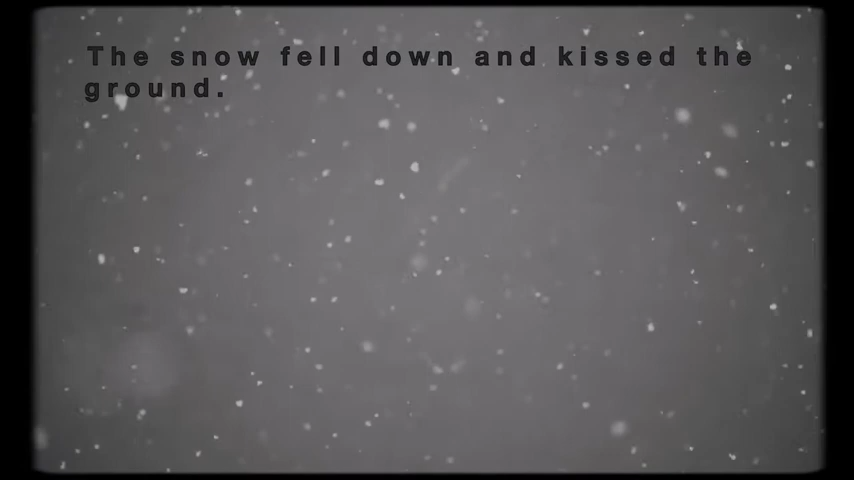 The snow fell down and kissed the
ground.